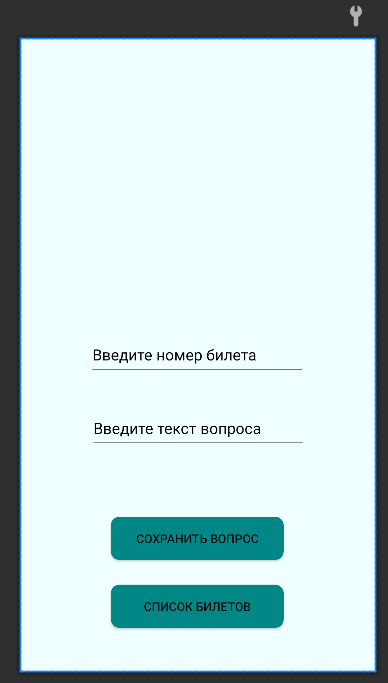 Введите номер билета
Введите текст вопроса
СОХРАНИТЬ ВОПРОС
СПИСОК БИЛЕТОВ